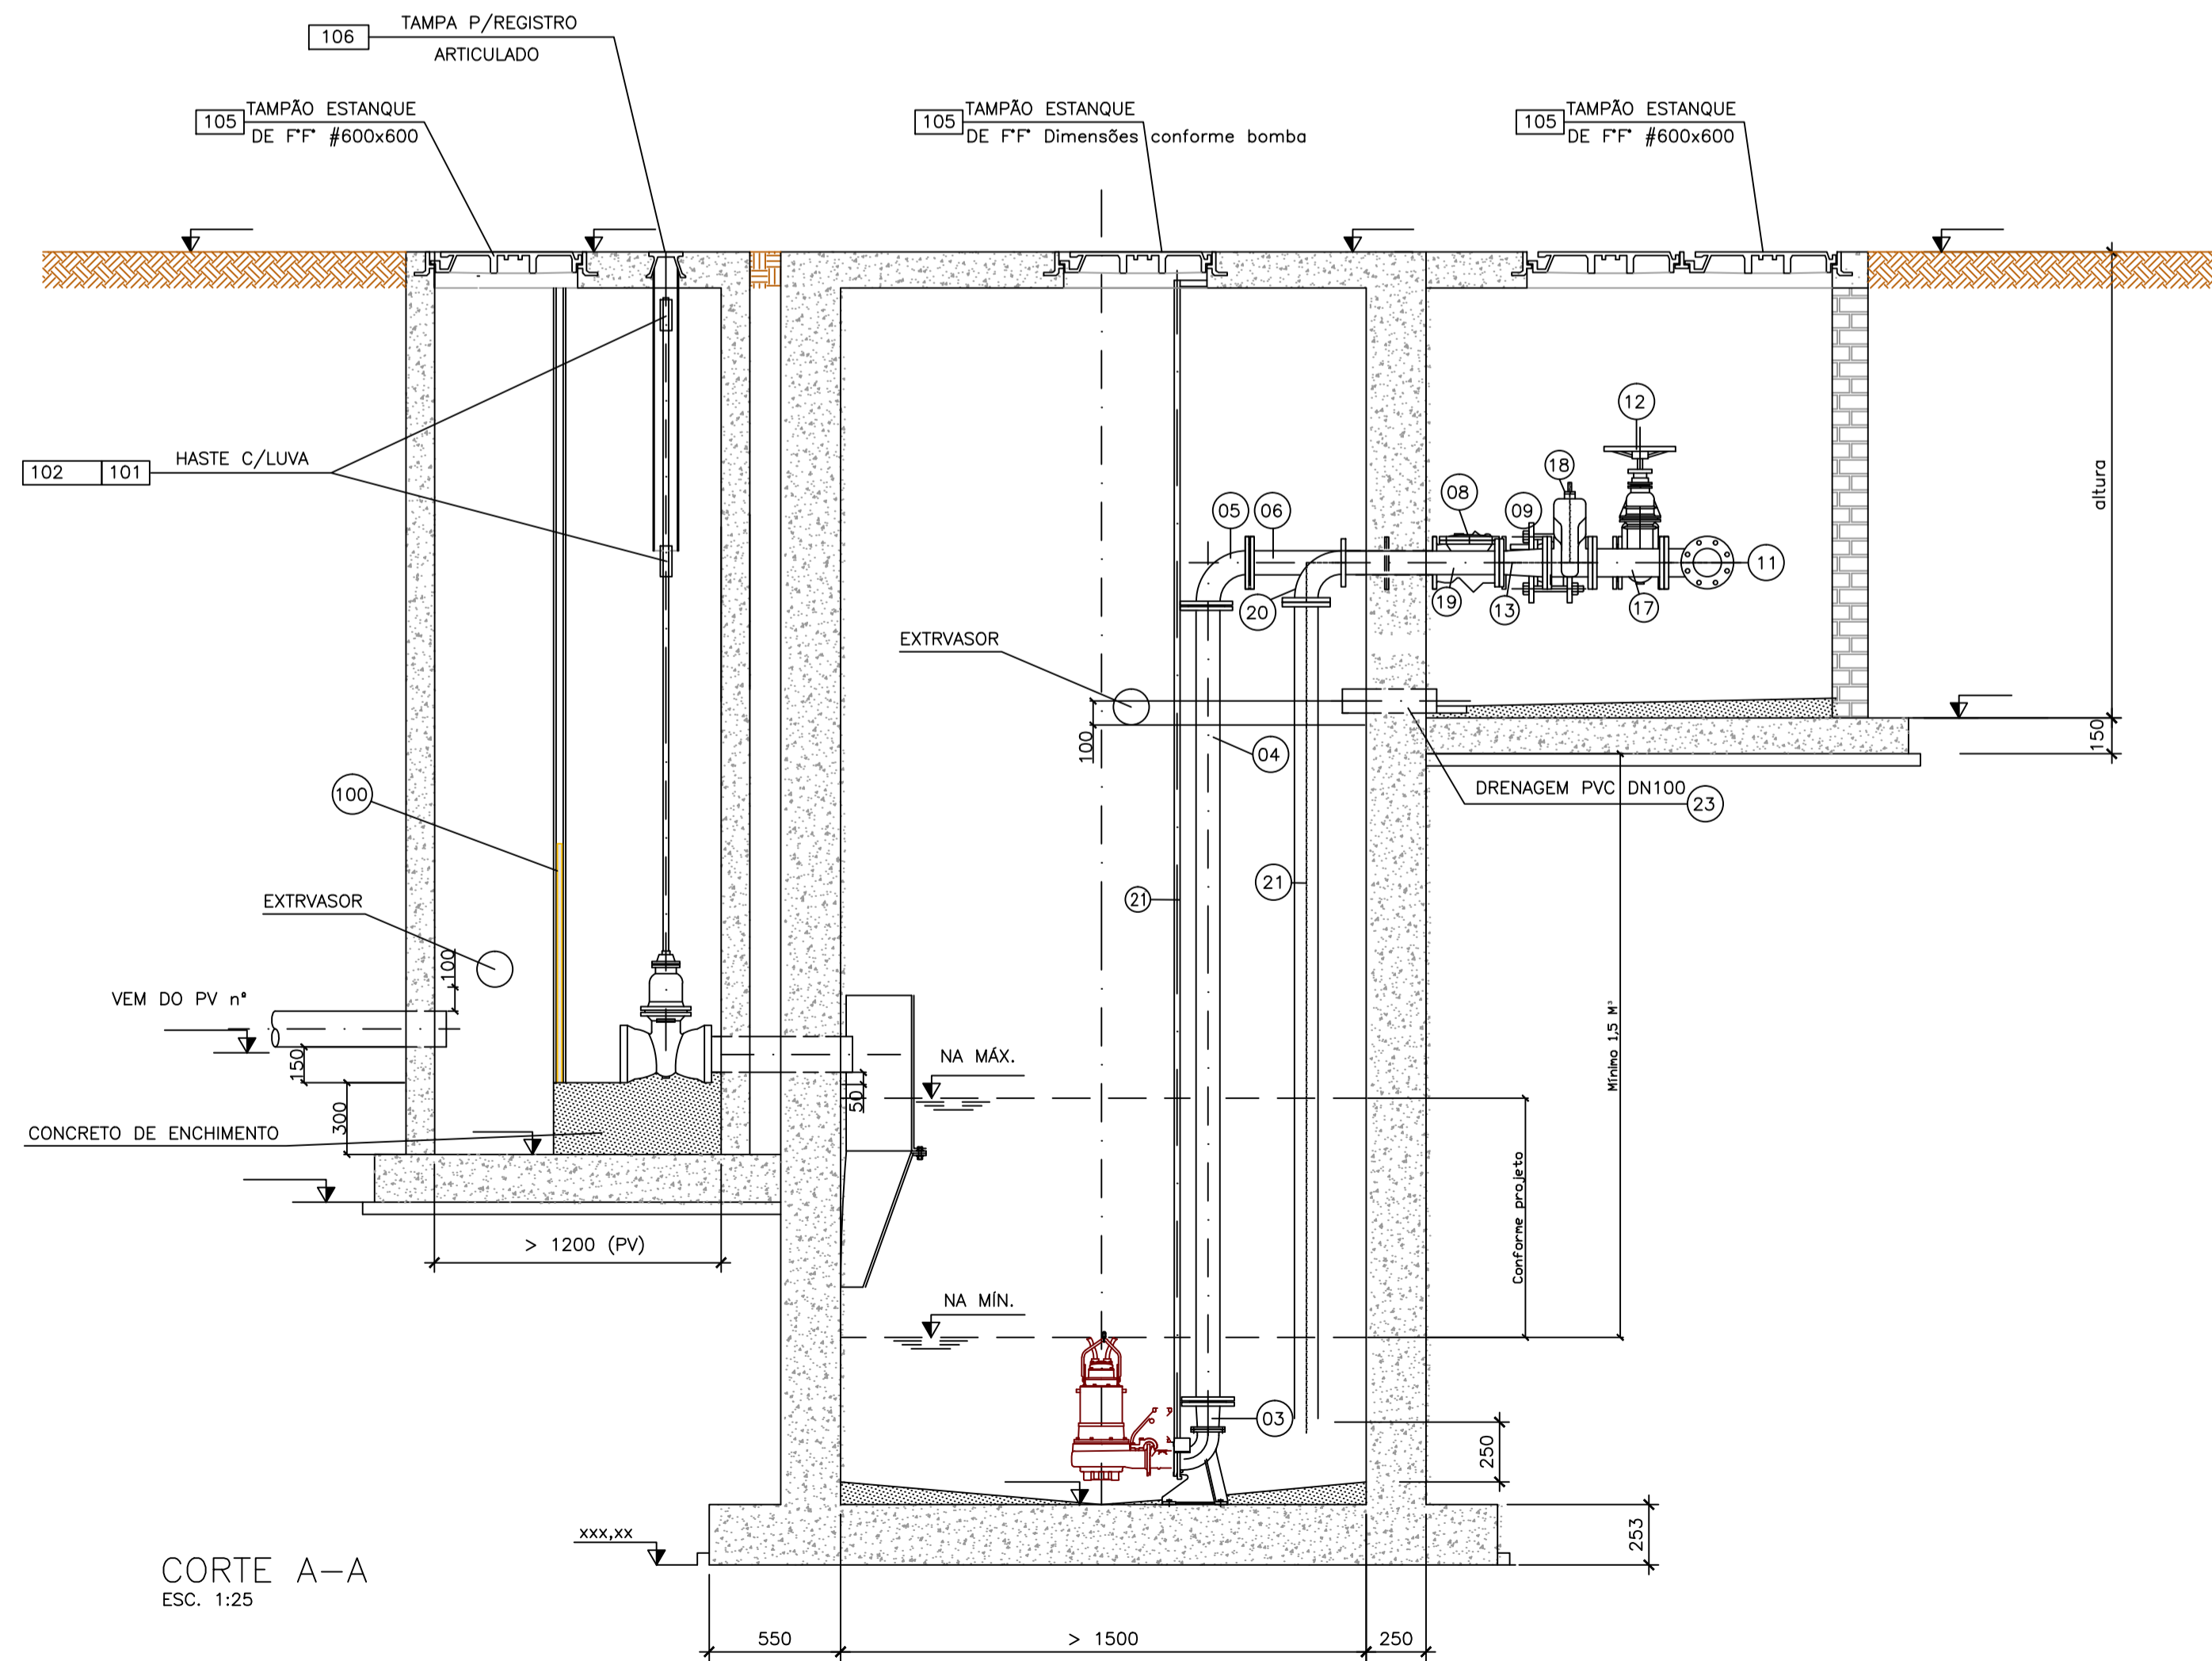 106
TAMPA P/REGISTRO
ARTICULADO
105
TAMPÃO ESTANQUE
DE F°F° #600x600
105
TAMPÃO ESTANQUE
DE F°F° Dimensões conforme bomba
105
TAMPÃO ESTANQUE
DE F°F° #600x600
12
102 101
HASTE C/LUVA
18
altura
08
05
06
09
11
20
19
13
17
EXTRVASOR
100
04
150
DRENAGEM PVC DN100
23
100
21
21
EXTRVASOR
100
VEM DO PV nº
150
NA MÁX.
Mínimo 1,5 M³
50
300
CONCRETO DE ENCHIMENTO
Conforme projeto
> 1200 (PV)
NA MÍN.
03
250
xxx,xx
253
CORTE A-A
ESC. 1:25
550
> 1500
250